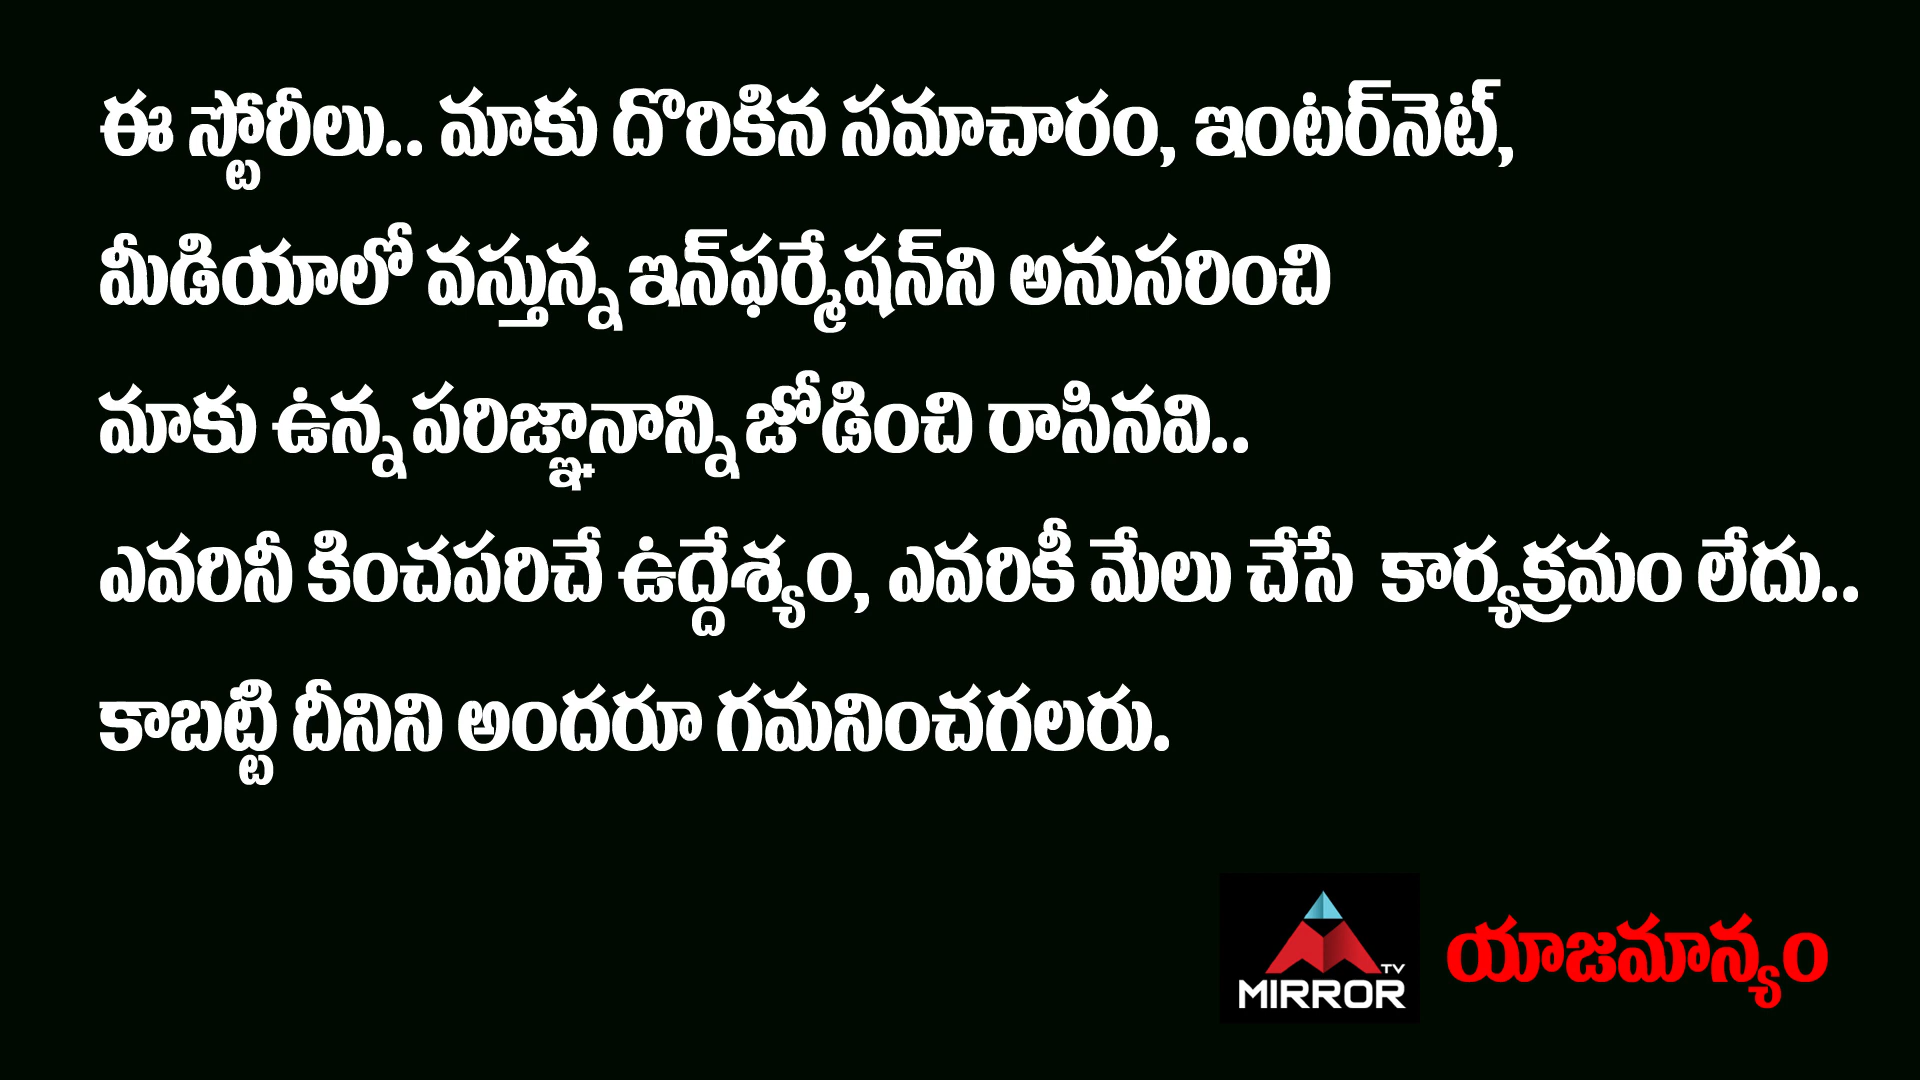 ఈ స్టోరీలు.. మాకు దొరికిన సమాచారం, ఇంటర్‌నెట్,
మీడియాలో వస్తున్న ఇన్‌ఫర్మేషన్‌ని అనుసరించి
మాకు ఉన్న పరిజ్ఞానాన్ని జోడించి రాసినవి..
ఎవరినీ కించపరిచే ఉద్దేశ్యం, ఎవరికీ మేలు చేసే కార్యక్రమం లేదు..
కాబట్టి దీనిని అందరూ గమనించగలరు.
TV
MIRROR
యాజమాన్యం